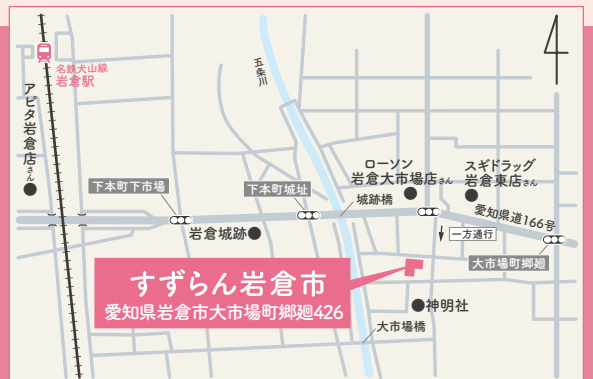 名鉄犬山線
岩倉駅
五条川
アピタ岩倉店さん
ローソン
岩倉大市場店さん
スギドラッグ
岩倉東店さん
下本町下市場
下本町城址
城跡橋
愛知県道166号
岩倉城跡
一方通行
大市場町郷廻
すずらん岩倉市
愛知県岩倉市大市場町郷廻426
神明社
大市場橋
4